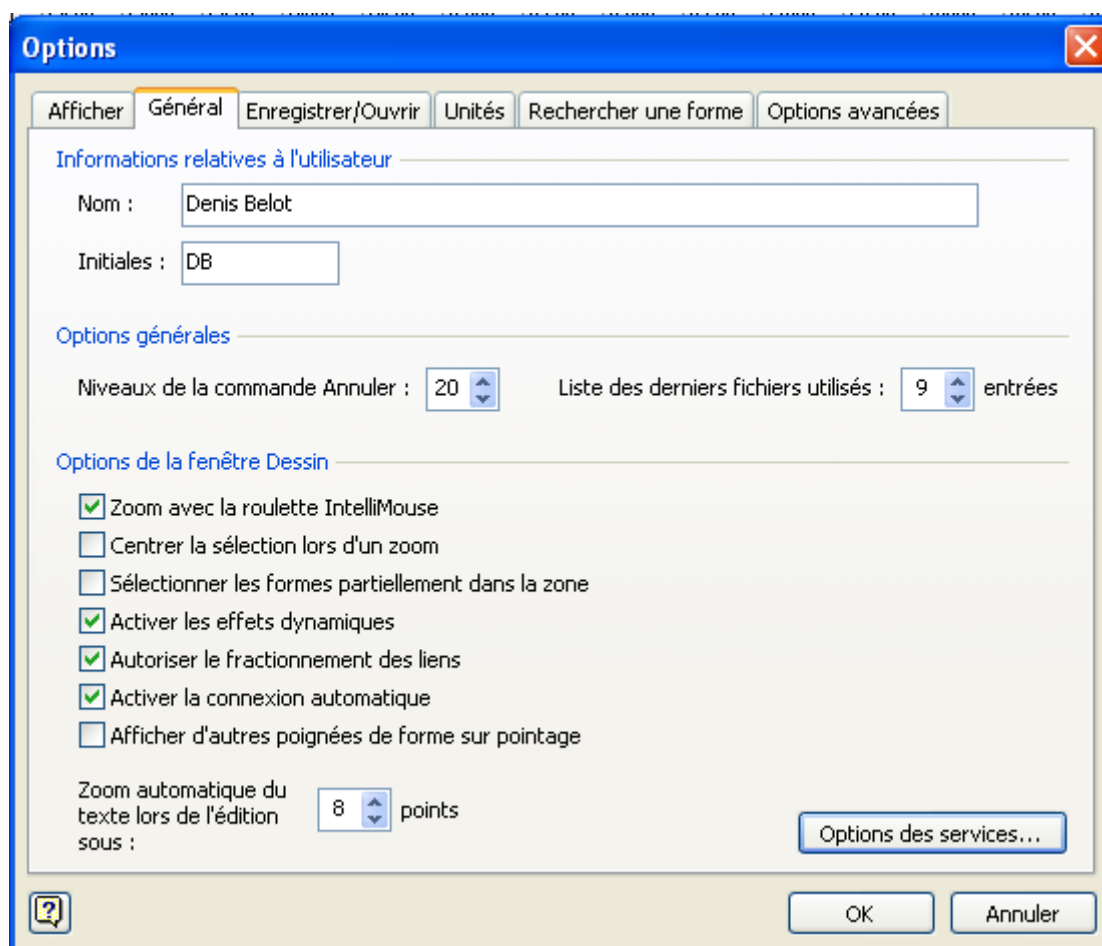 Options
Afficher Général Enregistrer/Ouvrir Unités Rechercher une forme Options avancées
Informations relatives à l'utilisateur
Nom : Denis Belot
Initiales : DB
Options générales
Niveaux de la commande Annuler : 20 Liste des derniers fichiers utilisés : 9 entrées
Options de la fenêtre Dessin
Zoom avec la roulette IntelliMouse
Centrer la sélection lors d'un zoom
Sélectionner les formes partiellement dans la zone
Activer les effets dynamiques
Autoriser le fractionnement des liens
Activer la connexion automatique
Afficher d'autres poignées de forme sur pointage
Zoom automatique du
texte lors de l'édition 8 points
sous :
Options des services...
OK Annuler